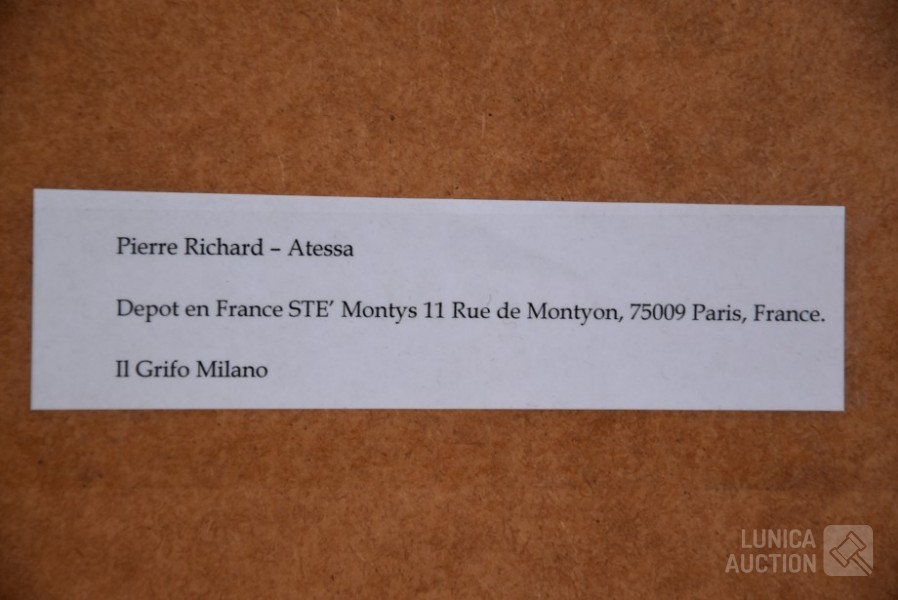 Pierre Richard – Atessa
Depot en France STE’ Montys 11 Rue de Montyon, 75009 Paris, France.
Il Grifo Milano
LUNICA
AUCTION